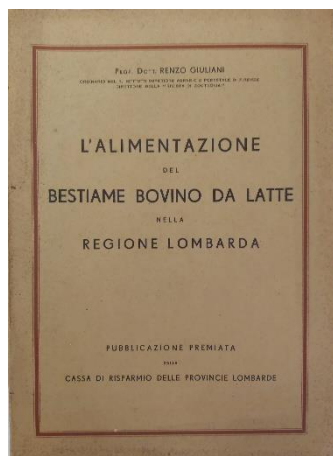 PROF. DOTT. RENZO GIULIANI
L'ALIMENTAZIONE
DEL
BESTIAME BOVINO DA LATTE
NELLA
REGIONE LOMBARDA
PUBBLICAZIONE PREMIATA
DALLA
CASSA DI RISPARMIO DELLE PROVINCIE LOMBARDE